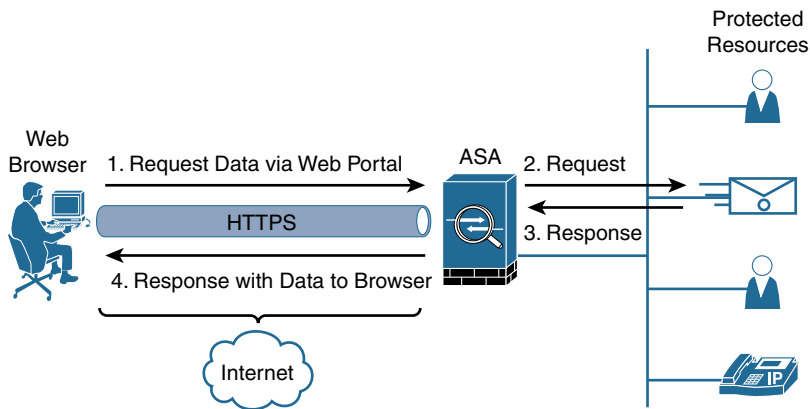 Protected
Resources
Web
Browser
1. Request Data via Web Portal
ASA
2. Request
HTTPS
3. Response
4. Response with Data to Browser
Internet
IP